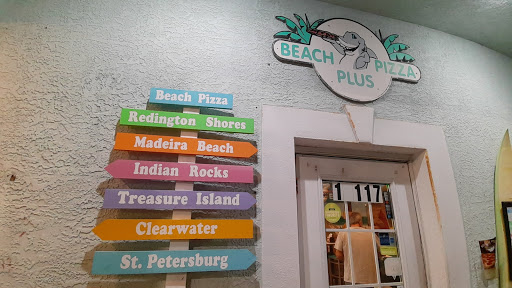 BEACH PIZZA
PLUS
Beach Pizza
Redington Shores
Madeira Beach
Indian Rocks
Treasure Island
Clearwater
St. Petersburg
1 117